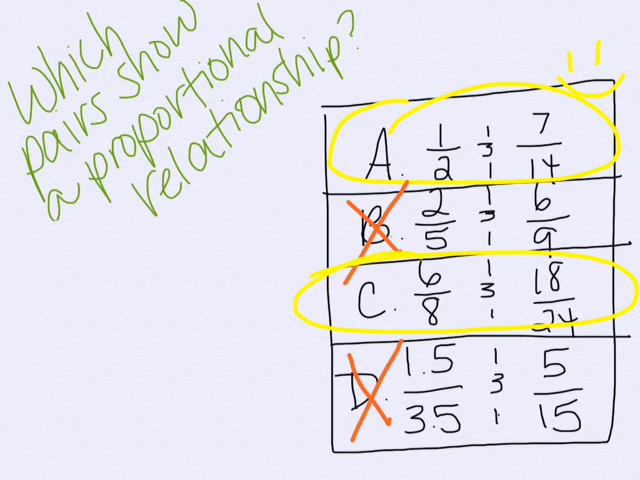 Which
pairs show
a proportional
relationship?
A. 1/2 & 7/14
B. 2/5 & 6/9
C. 6/8 & 18/24
D. 1.5/3.5 & 5/15